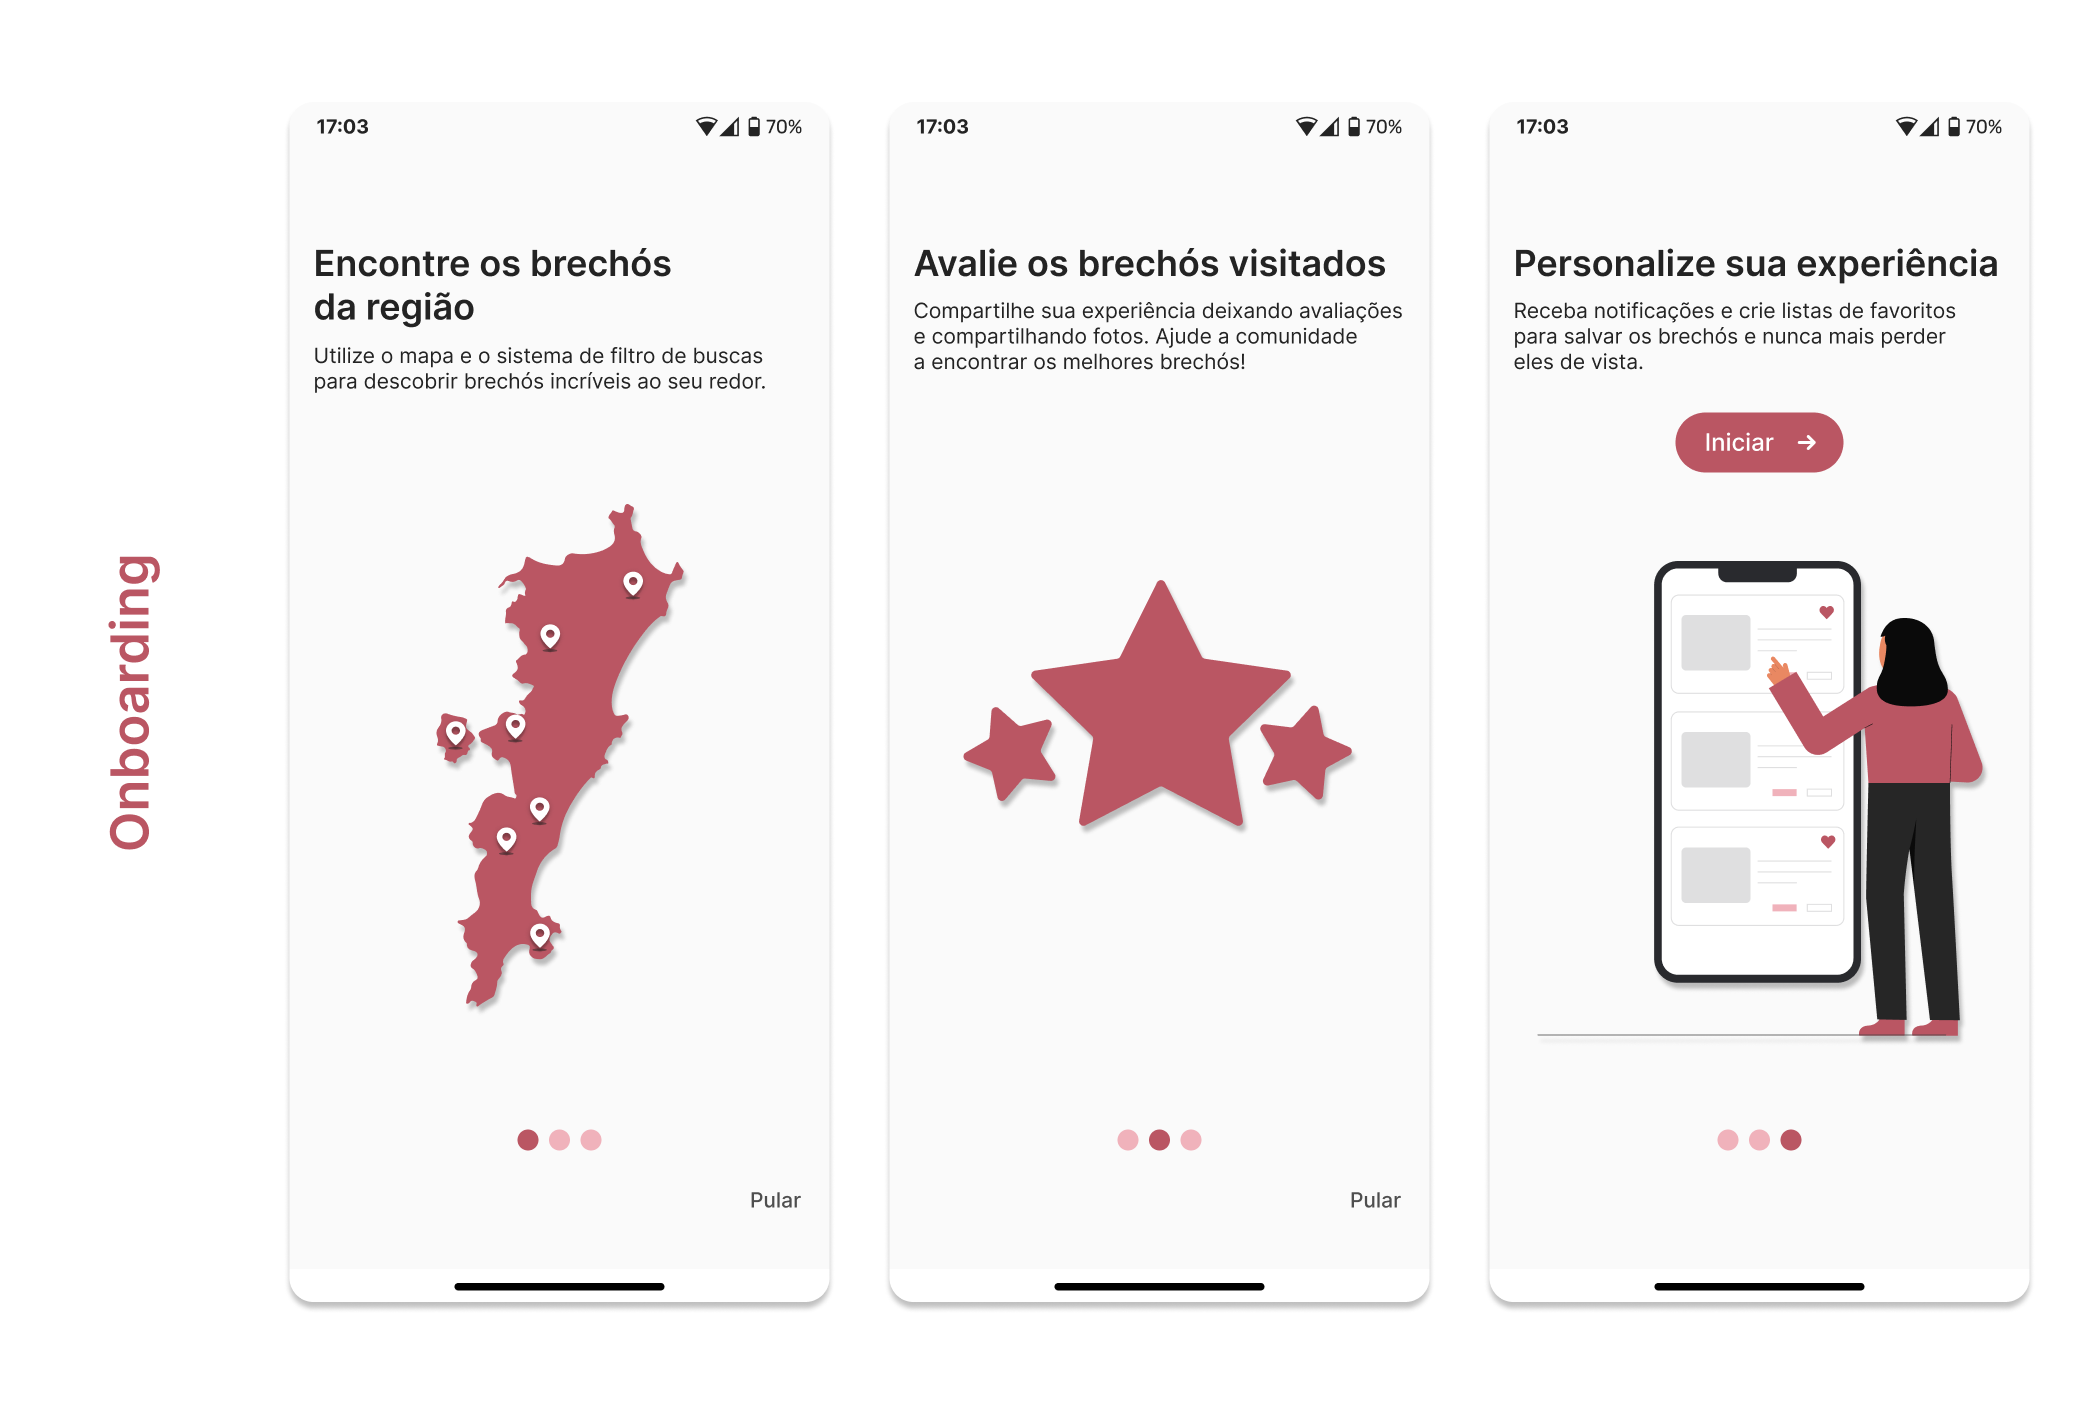 Onboarding
17:03
70%
Encontre os brechós
da região
Utilize o mapa e o sistema de filtro de buscas
para descobrir brechós incríveis ao seu redor.
Pular
17:03
70%
Avalie os brechós visitados
Compartilhe sua experiência deixando avaliações
e compartilhando fotos. Ajude a comunidade
a encontrar os melhores brechós!
Pular
17:03
70%
Personalize sua experiência
Receba notificações e crie listas de favoritos
para salvar os brechós e nunca mais perder
eles de vista.
Iniciar